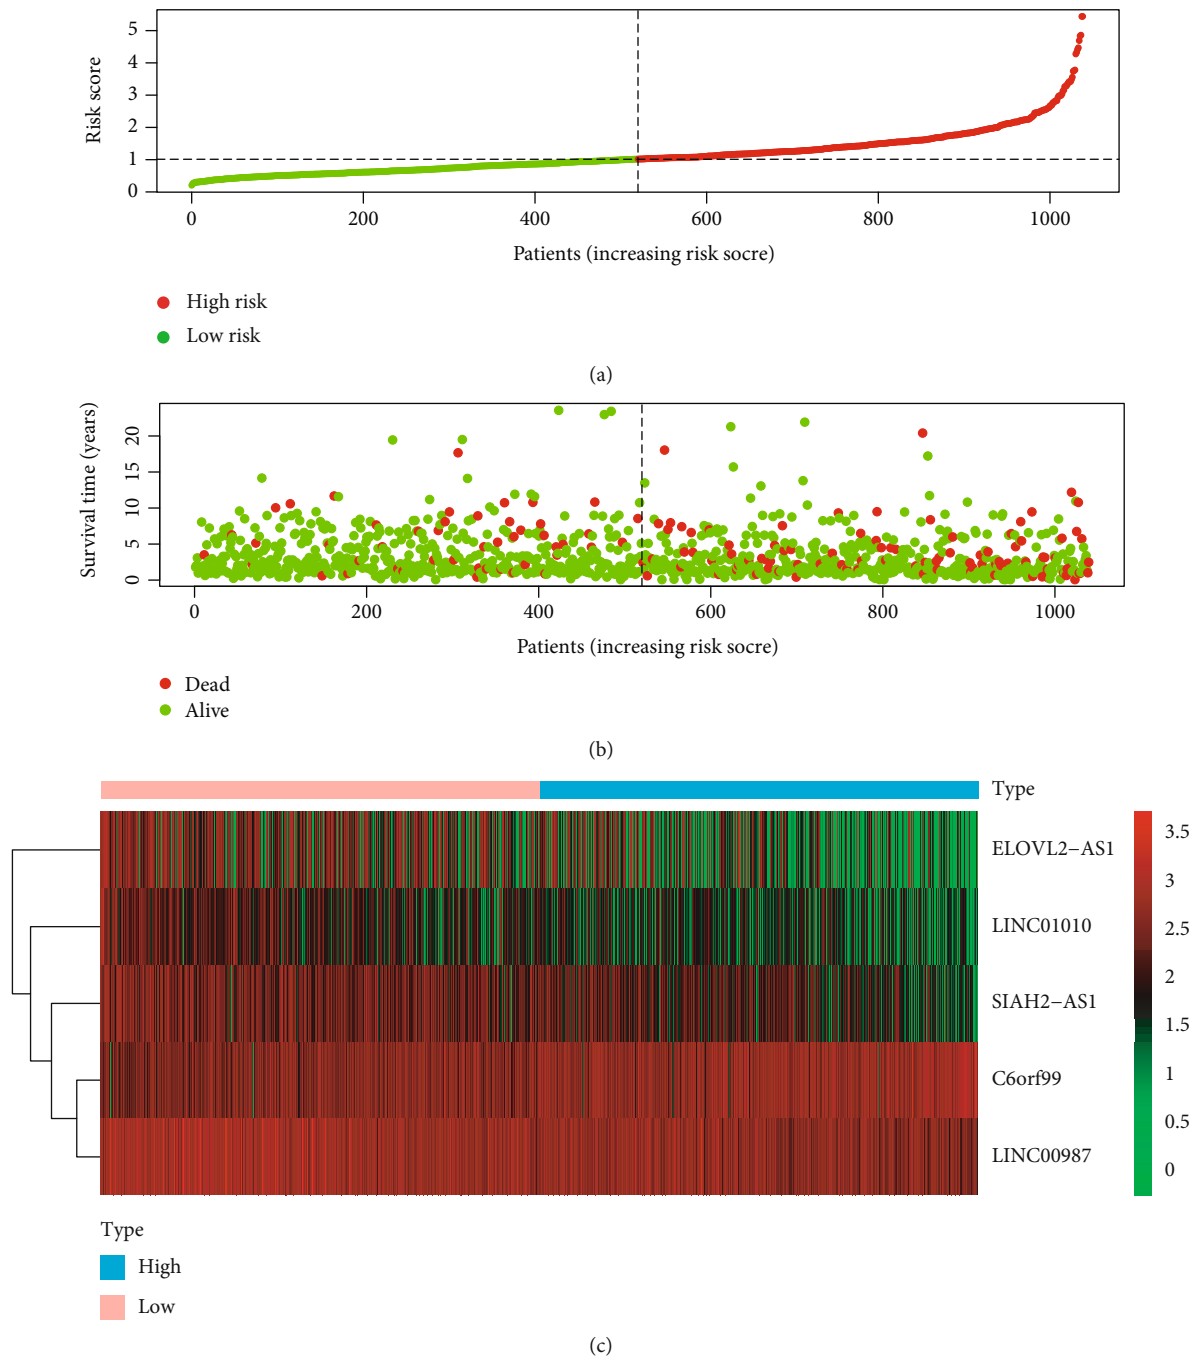 5
4
3
2
1
0
Risk score
0 200 400 600 800 1000
Patients (increasing risk socre)
High risk
Low risk
(a)
20
15
10
5
0
Survival time (years)
0 200 400 600 800 1000
Patients (increasing risk socre)
Dead
Alive
(b)
Type
ELOVL2−AS1
LINC01010
SIAH2−AS1
C6orf99
LINC00987
3.5
3
2.5
2
1.5
1
0.5
0
Type
High
Low
(c)